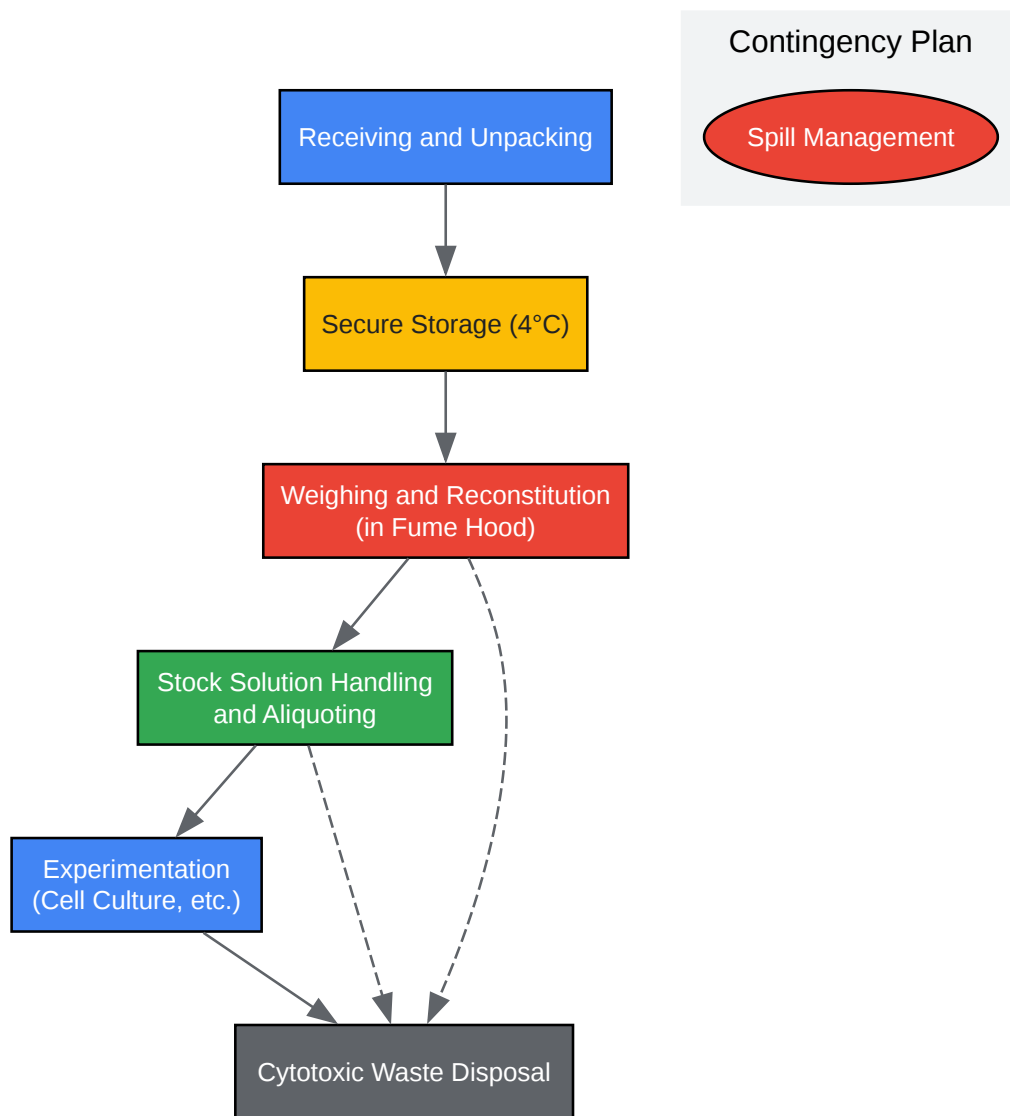 Contingency Plan
Spill Management
Receiving and Unpacking
Secure Storage (4°C)
Weighing and Reconstitution
(in Fume Hood)
Stock Solution Handling
and Aliquoting
Experimentation
(Cell Culture, etc.)
Cytotoxic Waste Disposal